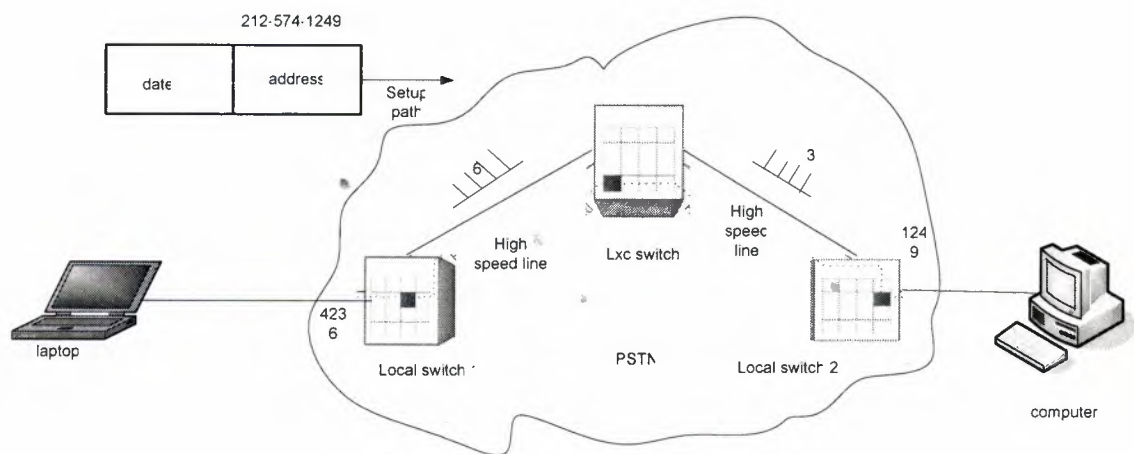 212-574-1249
date
address
Setup
path
6
3
High
speed line
Lxc switch
High
speed
line
124
9
423
6
laptop
Local switch 1
PSTN
Local switch 2
computer